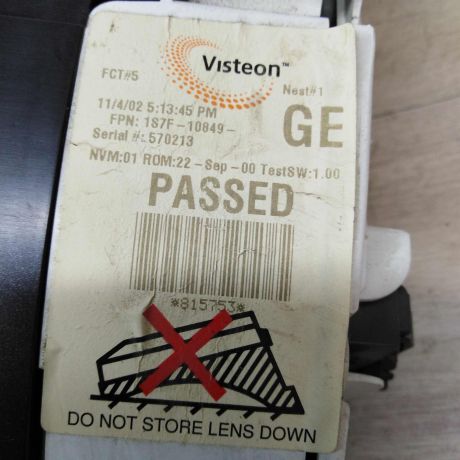 Visteon™
FCT#5
Nest#1
11/4/02 5:13:45 PM
FPN: 1S7F-10849-
GE
Serial #: 570213
NVM:01 ROM:22-Sep-00 TestSW:1.00
PASSED
*815753*
DO NOT STORE LENS DOWN